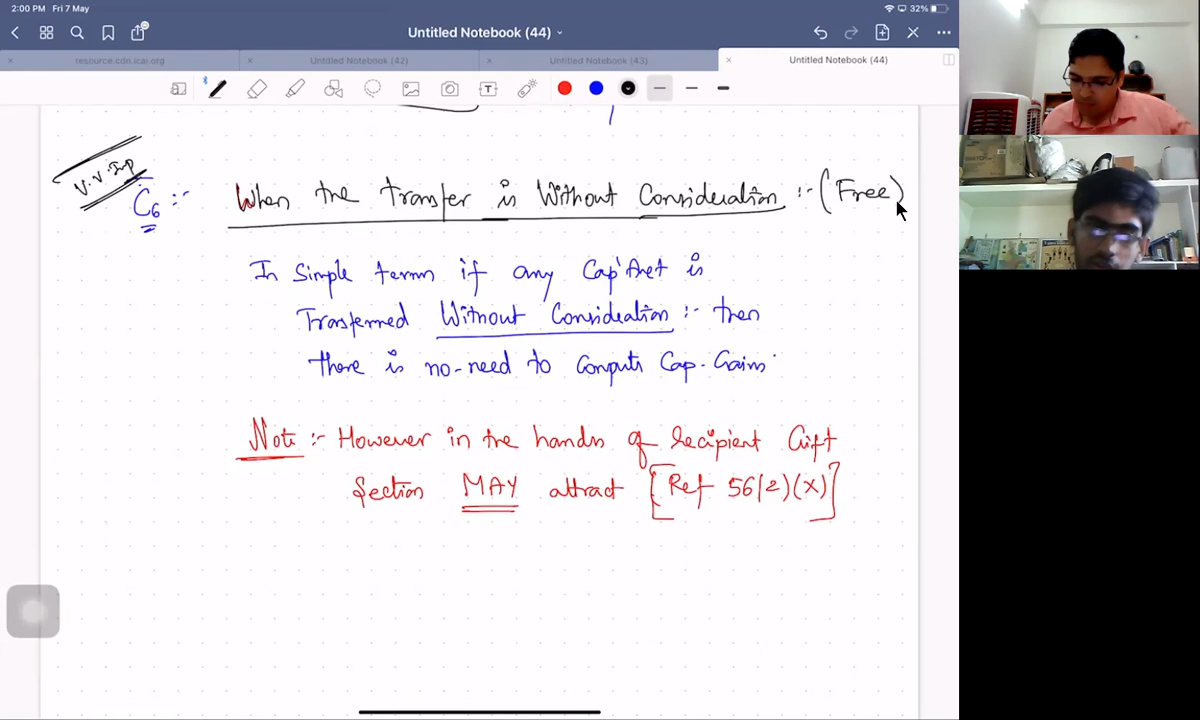 2:00 PM Fri 7 May
32%
Untitled Notebook (44)
resource.cdn.icai.org
Untitled Notebook (42)
Untitled Notebook (43)
Untitled Notebook (44)
V.V.Imp
C6 :- When the transfer is Without Consideration :- (Free)
In Simple terms if any Cap' Asset is
Transferred Without Consideration :- then
there is no-need to Compute Cap-Gains
Note :- However in the hands of Recipient Gift
Section MAY attract [Ref 56(2)(x)]